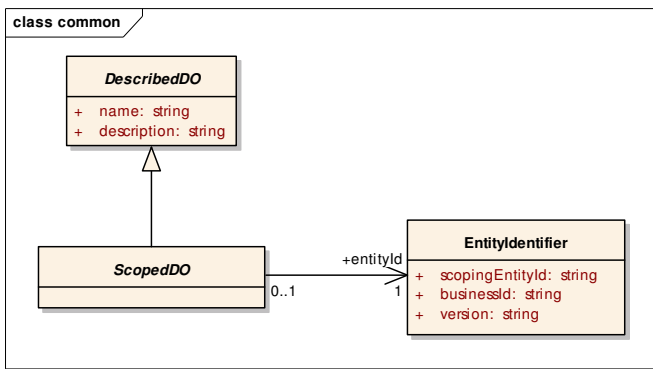 class common
DescribedDO
+ name: string
+ description: string
+entityId
EntityIdentifier
ScopedDO
+ scopingEntityId: string
0..1
1
+ businessId: string
+ version: string